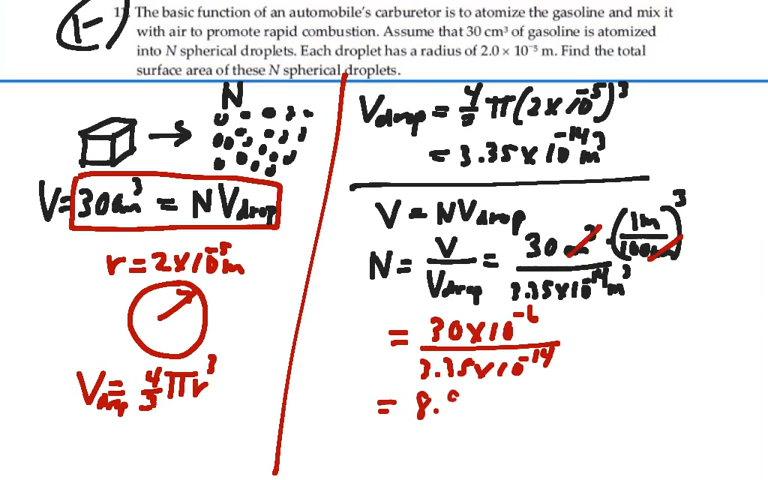 1. The basic function of an automobile's carburetor is to atomize the gasoline and mix it
with air to promote rapid combustion. Assume that 30 cm³ of gasoline is atomized
into N spherical droplets. Each droplet has a radius of 2.0 × 10⁻⁵ m. Find the total
surface area of these N spherical droplets.
N
V = 30cm³ = N V_drop
r = 2 × 10⁻⁵ m
V_drop = 4/3 π r³
V_drop = 4/3 π (2 × 10⁻⁵)³
= 3.35 × 10⁻¹⁴ m³
V = N V_drop
N = V / V_drop = 30 cm³ / 3.35 × 10⁻¹⁴ m³ · (1m / 100cm)³
= 30 × 10⁻⁶ / 3.35 × 10⁻¹⁴
= 8.